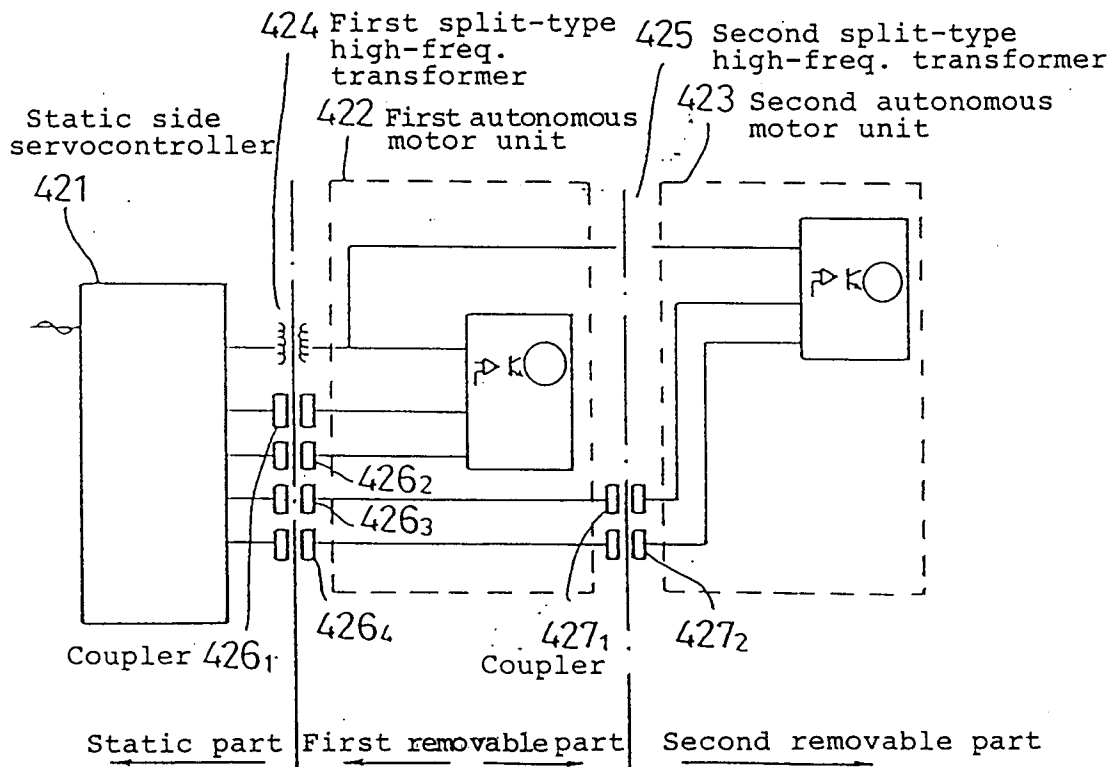 424 First split-type
high-freq.
transformer
425 Second split-type
high-freq. transformer
422 First autonomous
motor unit
423 Second autonomous
motor unit
Static side
servocontroller
421
426₂
426₃
426₄
Coupler 426₁
427₁
Coupler
427₂
Static part
First removable part
Second removable part